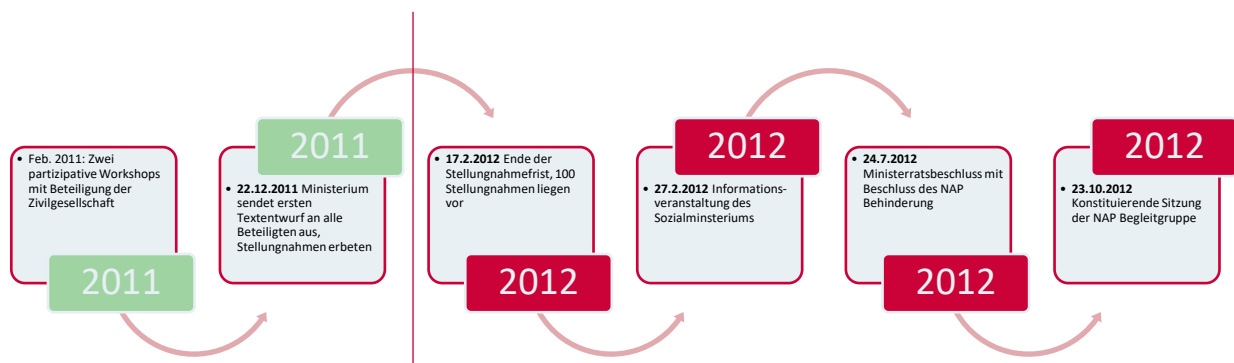 • Feb. 2011: Zwei
partizipative Workshops
mit Beteiligung der
Zivilgesellschaft
2011
2011
• 22.12.2011 Ministerium
sendet ersten
Textentwurf an alle
Beteiligten aus,
Stellungnahmen erbeten
• 17.2.2012 Ende der
Stellungnahmefrist, 100
Stellungnahmen liegen
vor
2012
2012
• 27.2.2012 Informations-
veranstaltung des
Sozialminsteriums
• 24.7.2012
Ministerratsbeschluss mit
Beschluss des NAP
Behinderung
2012
2012
• 23.10.2012
Konstituierende Sitzung
der NAP Begleitgruppe